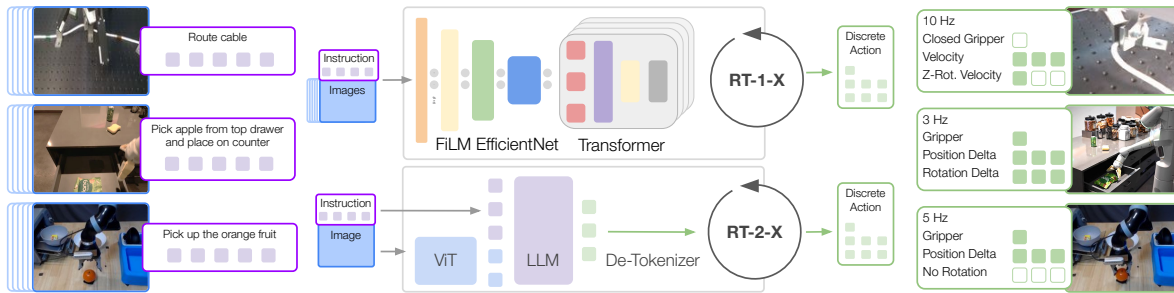 Route cable
Pick apple from top drawer
and place on counter
Pick up the orange fruit
Instruction
Images
FiLM EfficientNet
Transformer
RT-1-X
Discrete
Action
Instruction
Image
ViT
LLM
De-Tokenizer
RT-2-X
Discrete
Action
10 Hz
Closed Gripper
Velocity
Z-Rot. Velocity
3 Hz
Gripper
Position Delta
Rotation Delta
5 Hz
Gripper
Position Delta
No Rotation